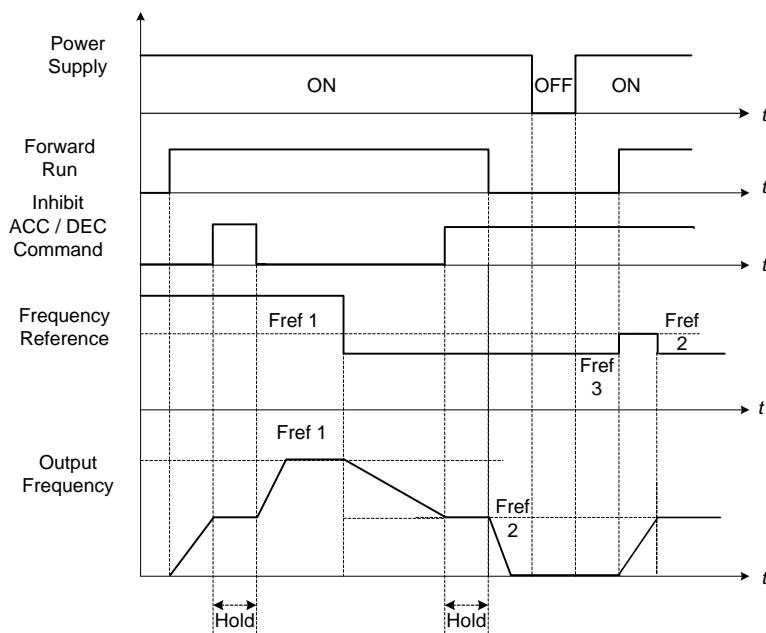 Power
Supply
ON
OFF
ON
t
Forward
Run
t
Inhibit
ACC / DEC
Command
t
Frequency
Reference
Fref 1
Fref
2
Fref
3
t
Fref 1
Output
Frequency
Fref
2
t
Hold
Hold